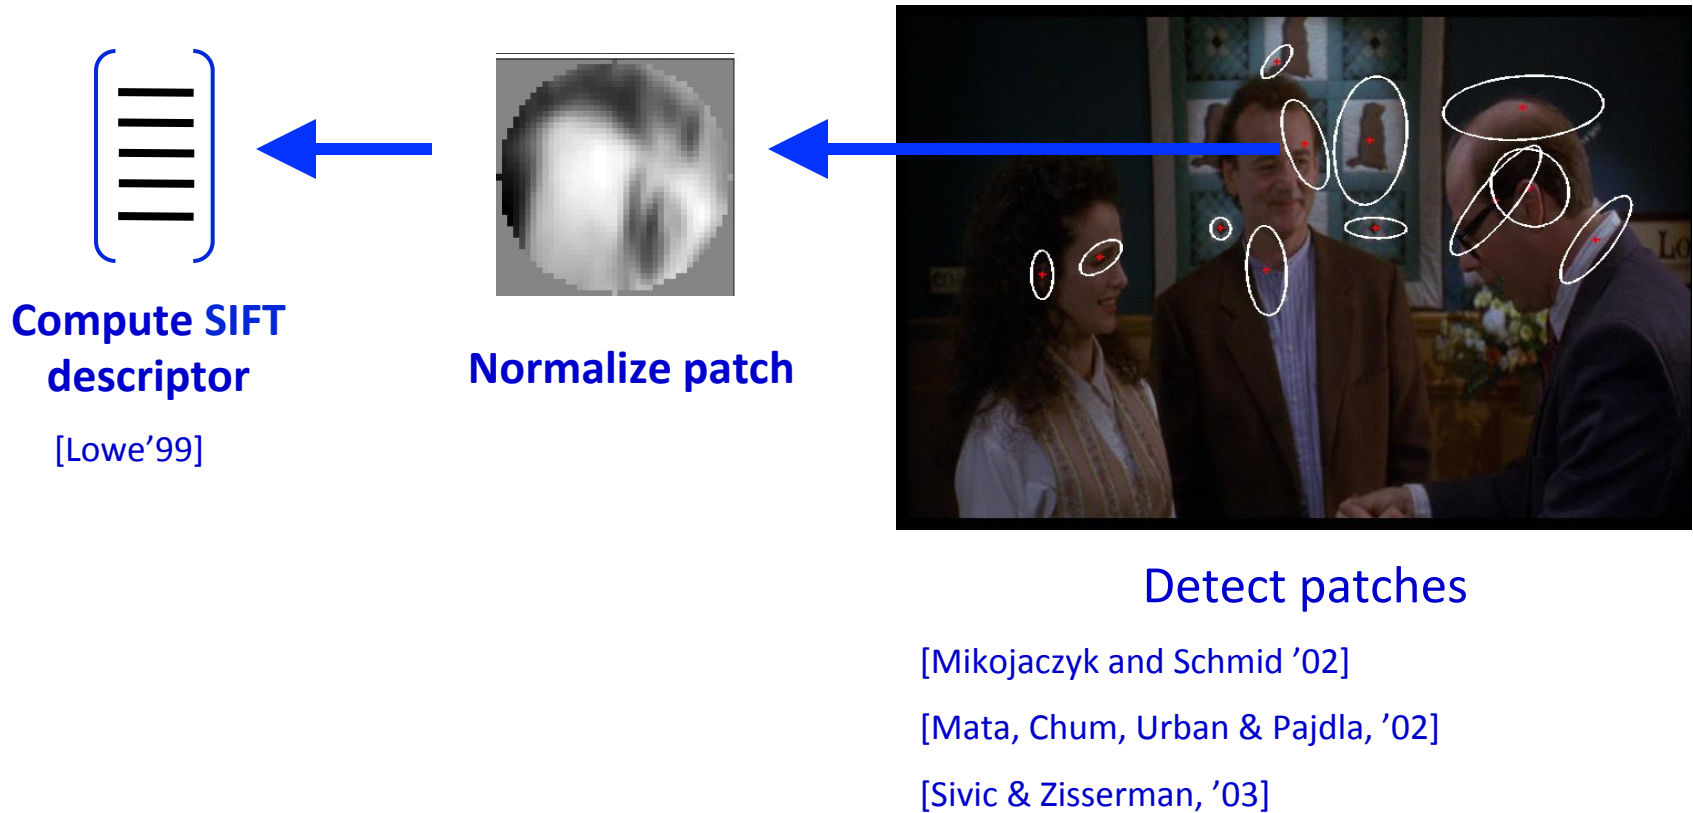 Compute SIFT
descriptor
[Lowe’99]
Normalize patch
Detect patches
[Mikojaczyk and Schmid ’02]
[Mata, Chum, Urban & Pajdla, ’02]
[Sivic & Zisserman, ’03]
Lo